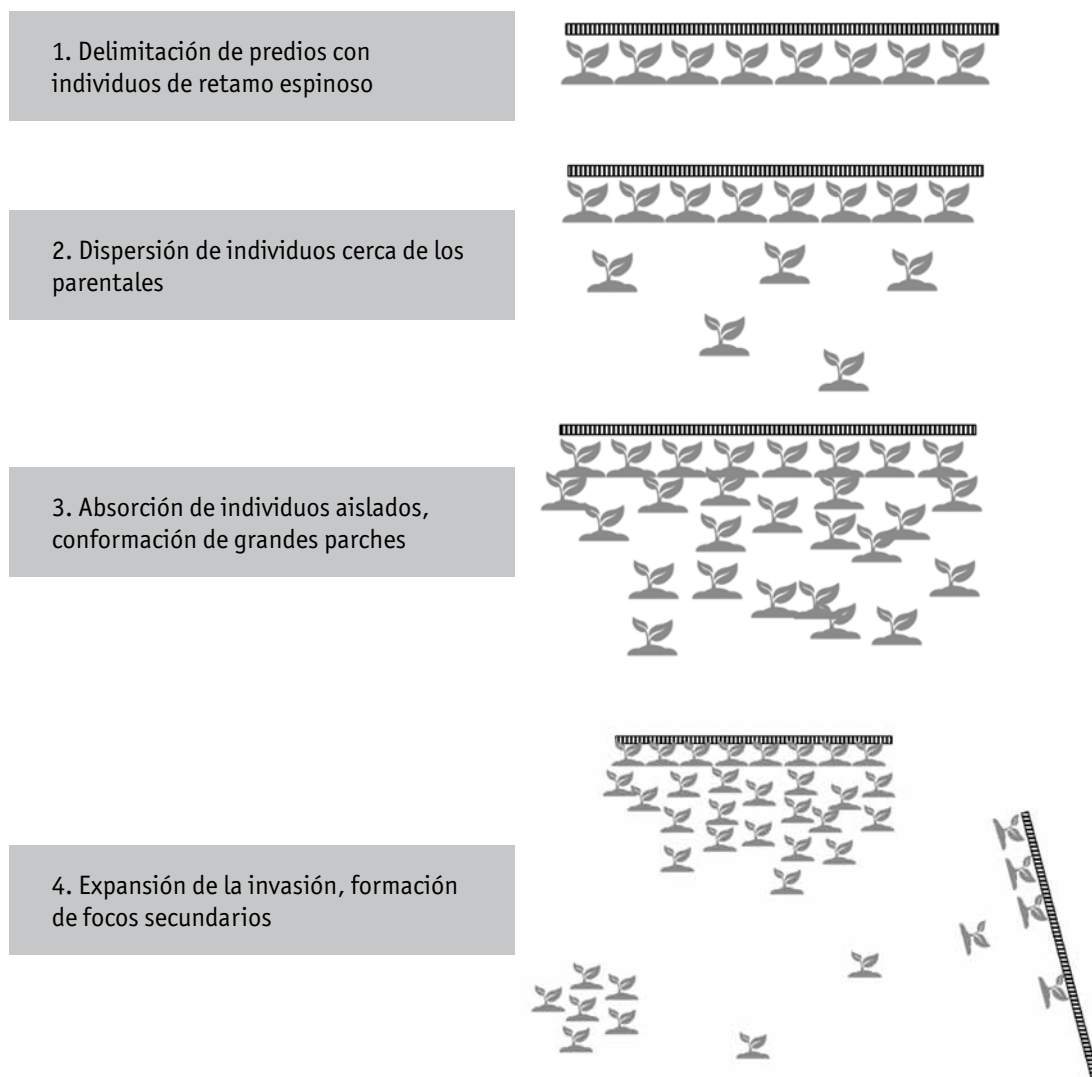 1. Delimitación de predios con
individuos de retamo espinoso
2. Dispersión de individuos cerca de los
parentales
3. Absorción de individuos aislados,
conformación de grandes parches
4. Expansión de la invasión, formación
de focos secundarios